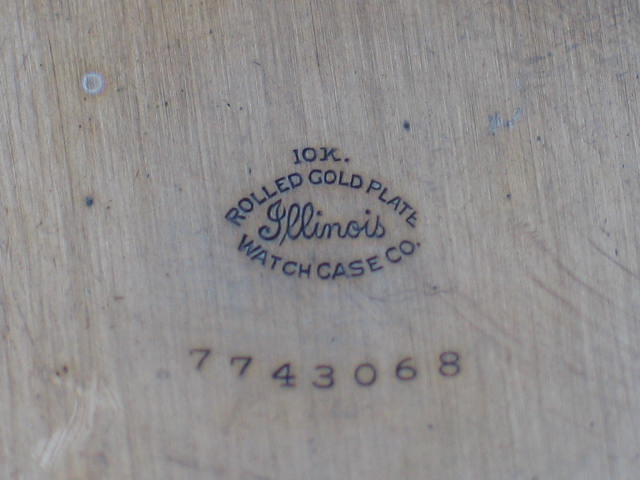 10K.
ROLLED GOLD PLATE
Illinois
WATCH CASE CO.
7743068